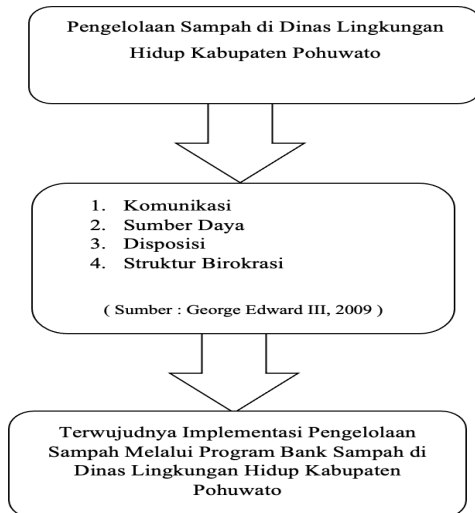 Pengelolaan Sampah di Dinas Lingkungan
Hidup Kabupaten Pohuwato
1. Komunikasi
2. Sumber Daya
3. Disposisi
4. Struktur Birokrasi
( Sumber : George Edward III, 2009 )
Terwujudnya Implementasi Pengelolaan
Sampah Melalui Program Bank Sampah di
Dinas Lingkungan Hidup Kabupaten
Pohuwato